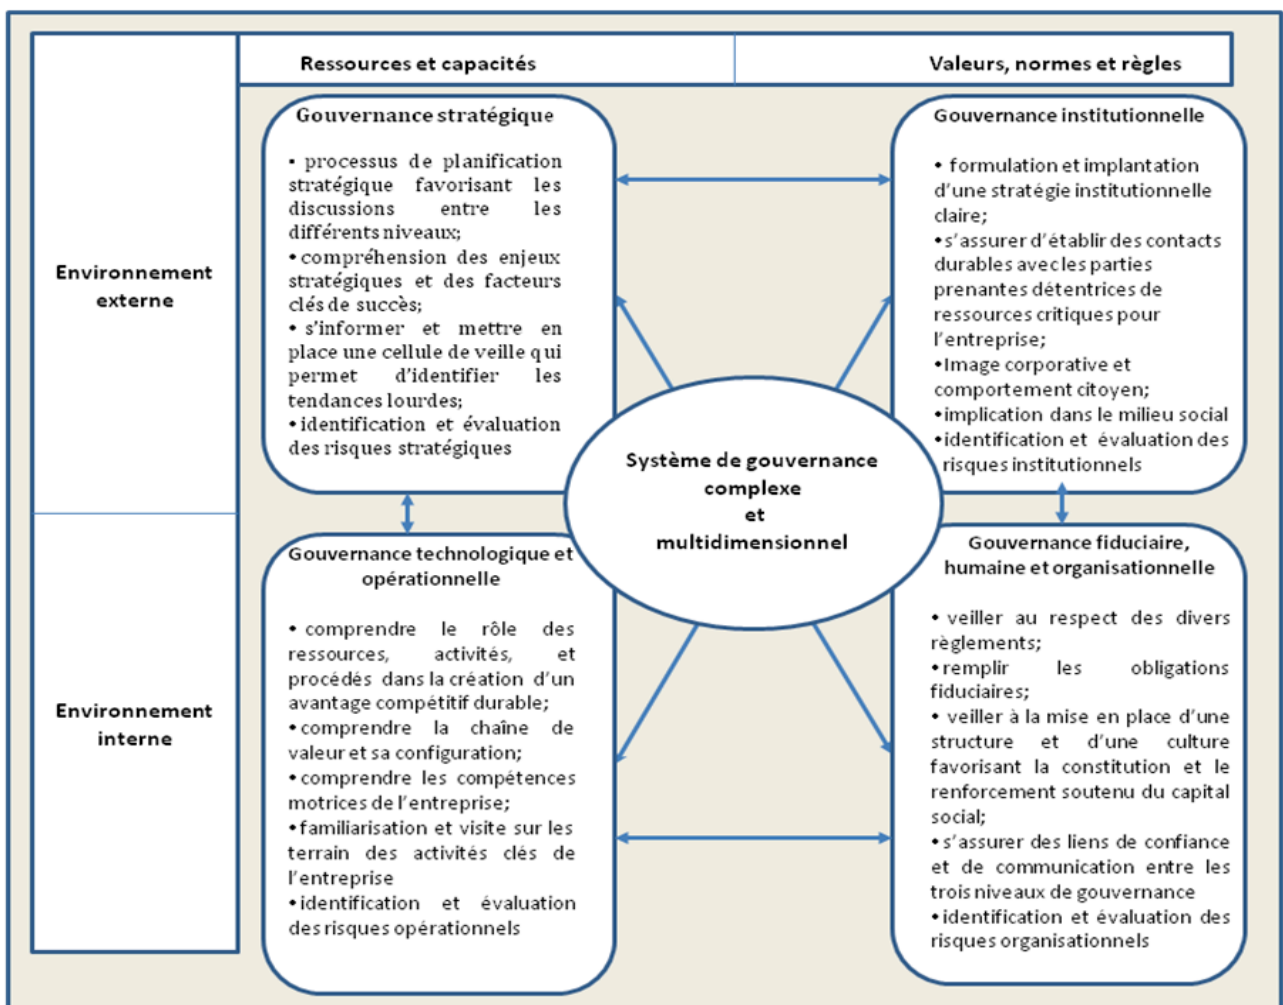 Ressources et capacités
Valeurs, normes et règles
Environnement
externe
Gouvernance stratégique
• processus de planification
stratégique favorisant les
discussions entre les
différents niveaux;
• compréhension des enjeux
stratégiques et des facteurs
clés de succès;
• s’informer et mettre en
place une cellule de veille qui
permet d’identifier les
tendances lourdes;
• identification et évaluation
des risques stratégiques
Gouvernance institutionnelle
• formulation et implantation
d’une stratégie institutionnelle
claire;
• s’assurer d’établir des contacts
durables avec les parties
prenantes détentrices de
ressources critiques pour
l’entreprise;
• Image corporative et
comportement citoyen;
• implication dans le milieu social
• identification et évaluation des
risques institutionnels
Système de gouvernance
complexe
et
multidimensionnel
Environnement
interne
Gouvernance technologique et
opérationnelle
• comprendre le rôle des
ressources, activités, et
procédés dans la création d’un
avantage compétitif durable;
• comprendre la chaîne de
valeur et sa configuration;
• comprendre les compétences
motrices de l’entreprise;
• familiarisation et visite sur les
terrain des activités clés de
l’entreprise
• identification et évaluation
des risques opérationnels
Gouvernance fiduciaire,
humaine et organisationnelle
• veiller au respect des divers
règlements;
• remplir les obligations
fiduciaires;
• veiller à la mise en place d’une
structure et d’une culture
favorisant la constitution et le
renforcement soutenu du capital
social;
• s’assurer des liens de confiance
et de communication entre les
trois niveaux de gouvernance
• identification et évaluation des
risques organisationnels